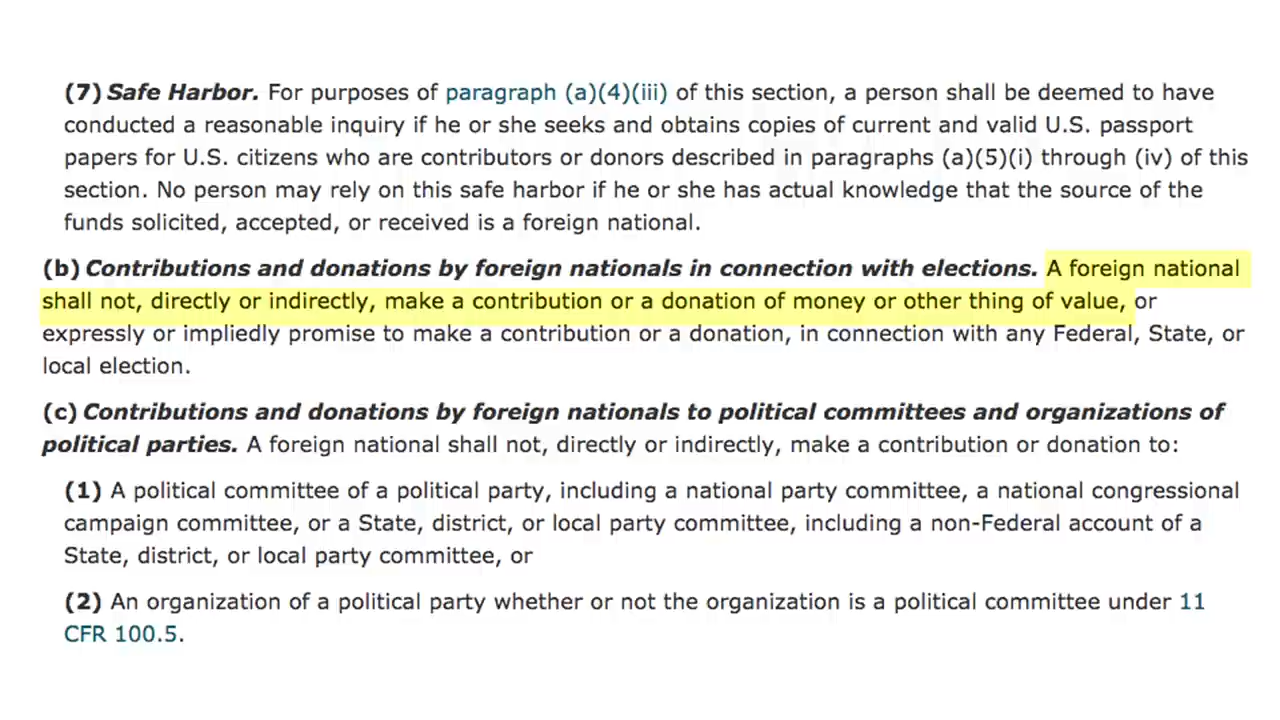 (7) Safe Harbor. For purposes of paragraph (a)(4)(iii) of this section, a person shall be deemed to have
conducted a reasonable inquiry if he or she seeks and obtains copies of current and valid U.S. passport
papers for U.S. citizens who are contributors or donors described in paragraphs (a)(5)(i) through (iv) of this
section. No person may rely on this safe harbor if he or she has actual knowledge that the source of the
funds solicited, accepted, or received is a foreign national.
(b) Contributions and donations by foreign nationals in connection with elections. A foreign national
shall not, directly or indirectly, make a contribution or a donation of money or other thing of value, or
expressly or impliedly promise to make a contribution or a donation, in connection with any Federal, State, or
local election.
(c) Contributions and donations by foreign nationals to political committees and organizations of
political parties. A foreign national shall not, directly or indirectly, make a contribution or donation to:
(1) A political committee of a political party, including a national party committee, a national congressional
campaign committee, or a State, district, or local party committee, including a non-Federal account of a
State, district, or local party committee, or
(2) An organization of a political party whether or not the organization is a political committee under 11
CFR 100.5.